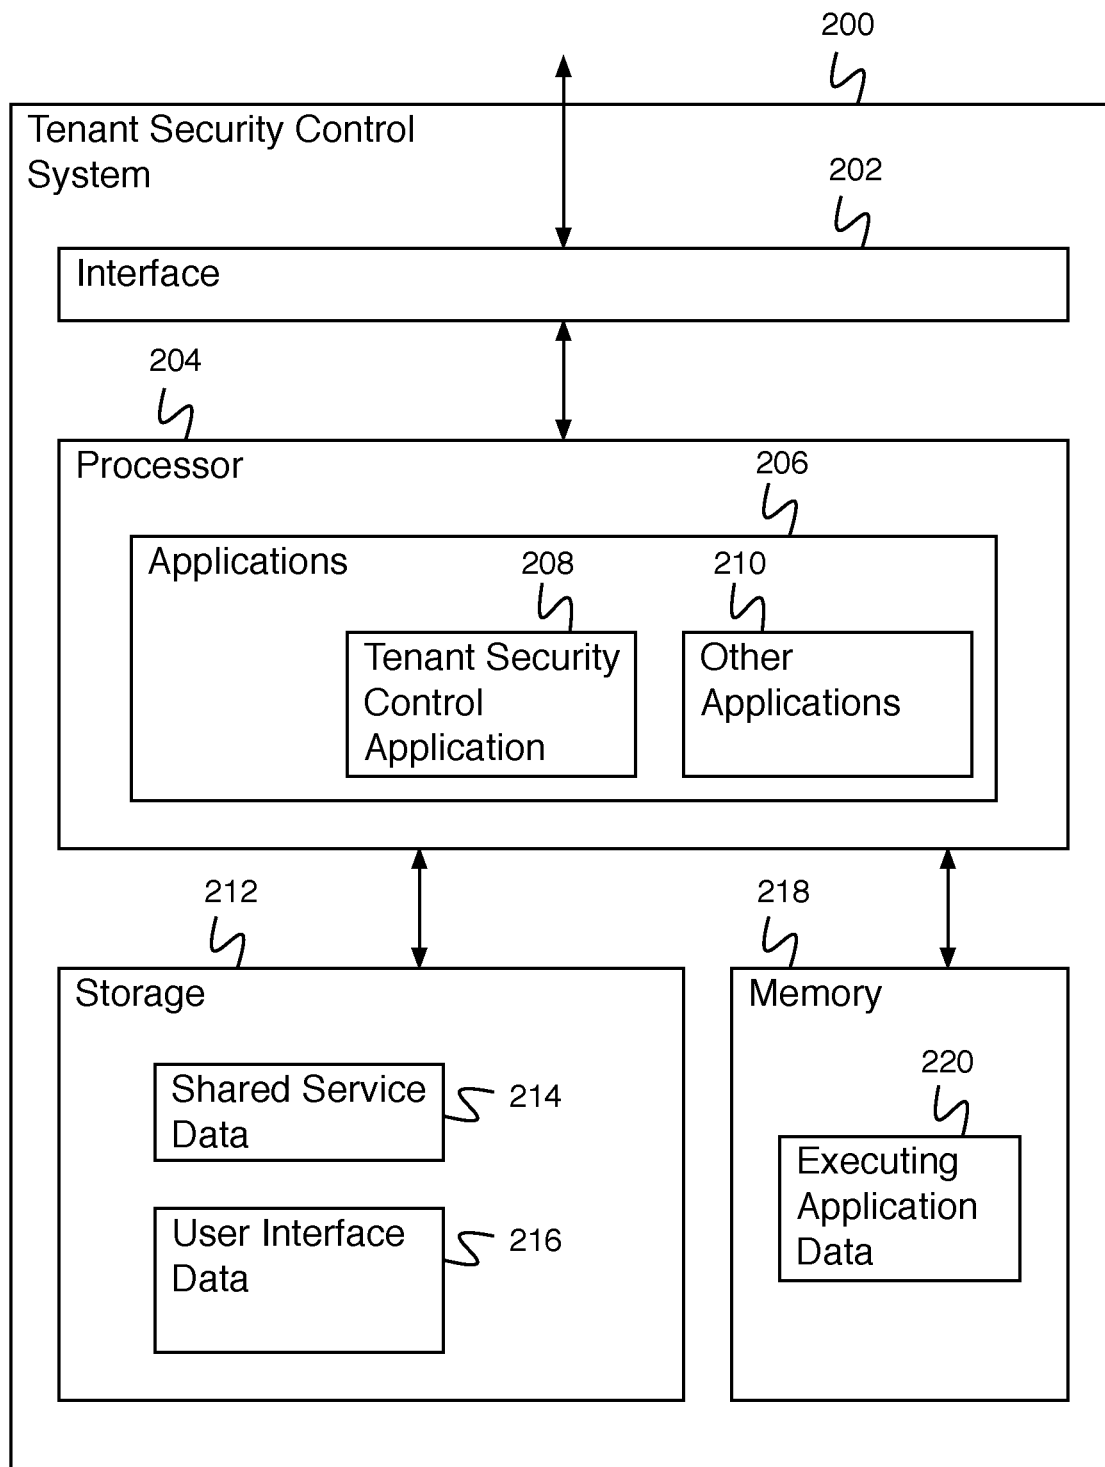 200
Tenant Security Control
System
202
Interface
204
Processor
206
Applications
208
210
Tenant Security
Control
Application
Other
Applications
212
218
Storage
Memory
Shared Service
Data
214
220
User Interface
Data
216
Executing
Application
Data